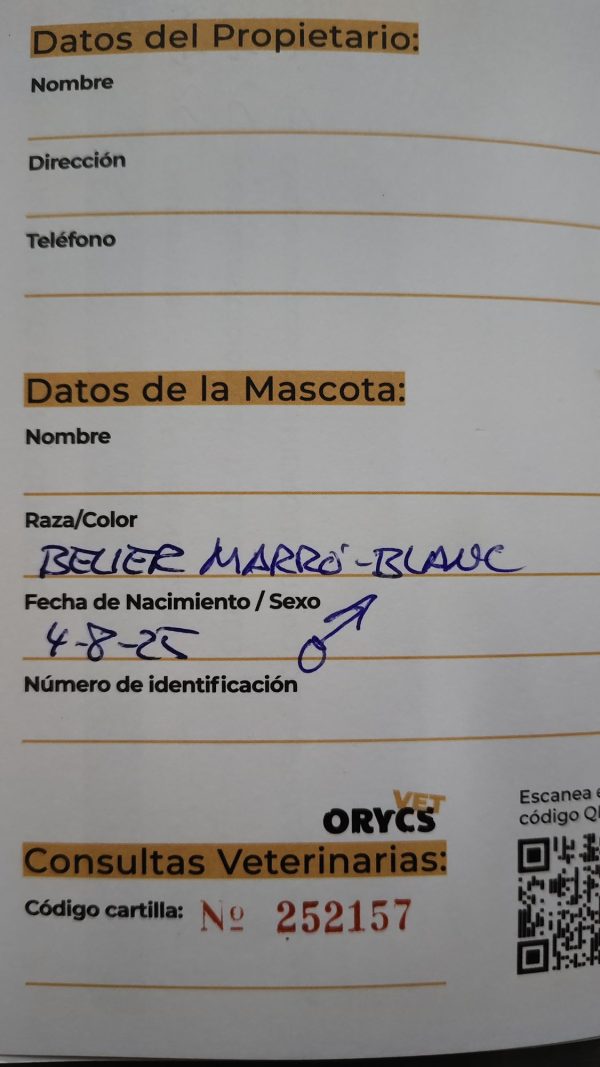 Datos del Propietario:
Nombre
Dirección
Teléfono
Datos de la Mascota:
Nombre
Raza/Color
BELIER MARRÓ-BLANC
Fecha de Nacimiento / Sexo
4-8-25 ♂
Número de identificación
VET
ORYCS
Escanea e
código Q
Consultas Veterinarias:
Código cartilla: Nº 252157